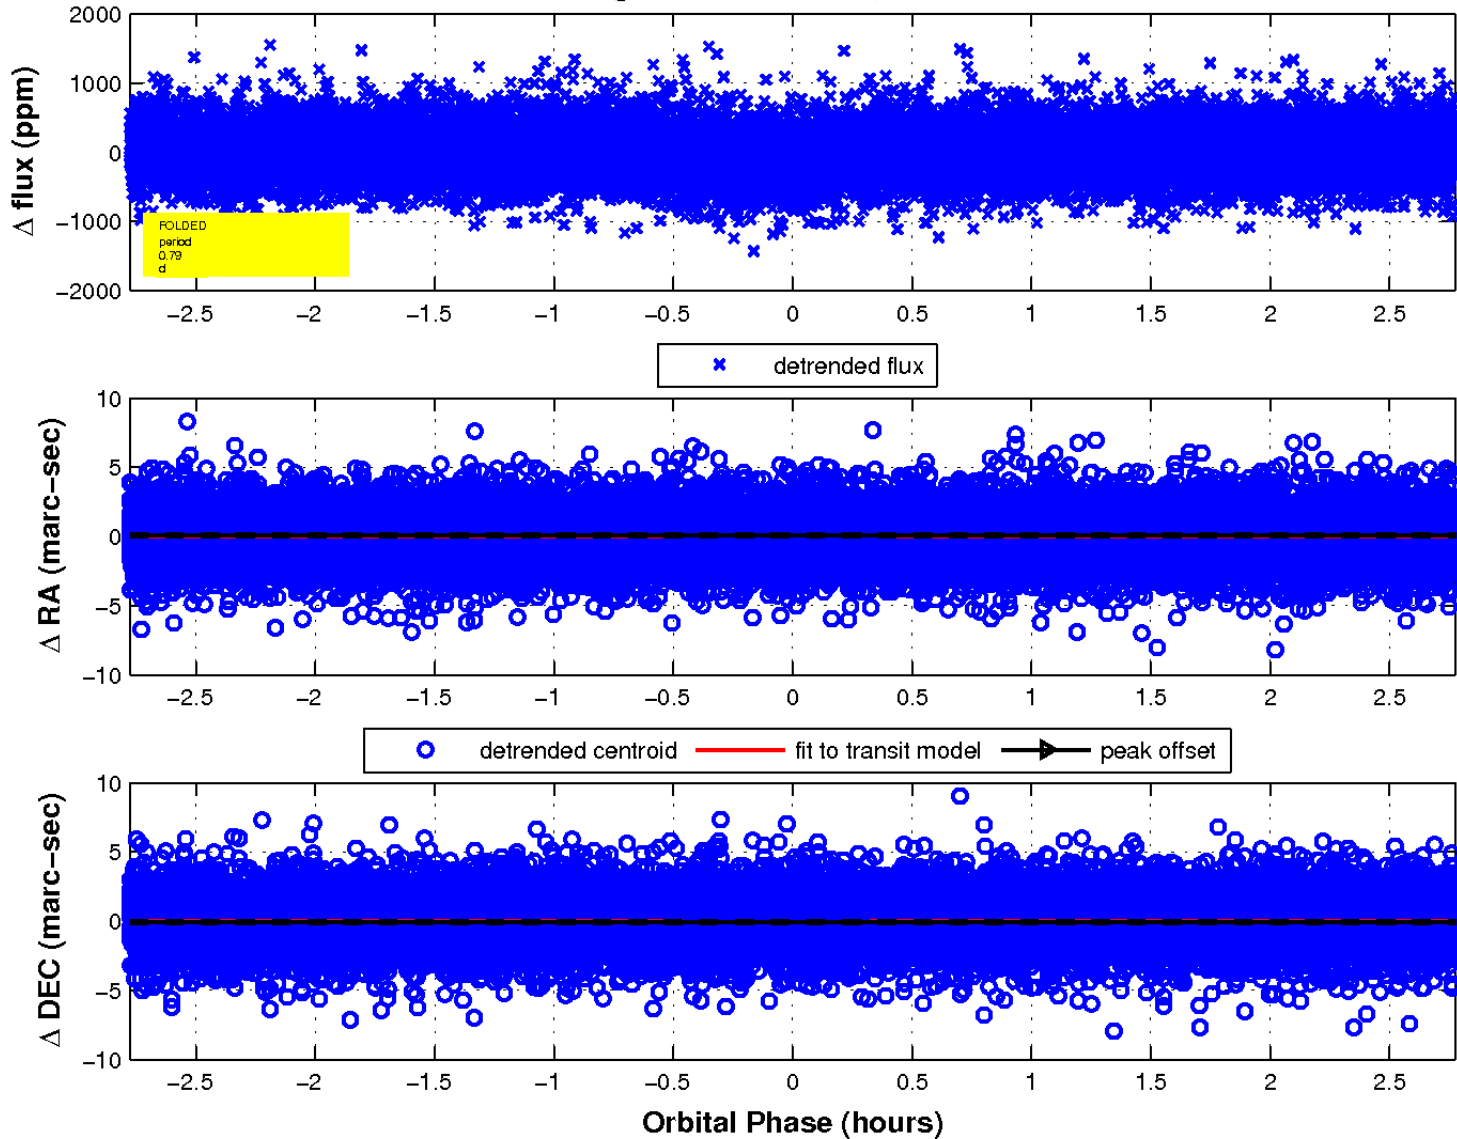 2000
1000
0
−1000
−2000
Δ flux (ppm)
FOLDED
period
0.79
d
−2.5 −2 −1.5 −1 −0.5 0 0.5 1 1.5 2 2.5
detrended flux
10
5
0
−5
−10
Δ RA (marc−sec)
−2.5 −2 −1.5 −1 −0.5 0 0.5 1 1.5 2 2.5
detrended centroid fit to transit model peak offset
10
5
0
−5
−10
Δ DEC (marc−sec)
−2.5 −2 −1.5 −1 −0.5 0 0.5 1 1.5 2 2.5
Orbital Phase (hours)